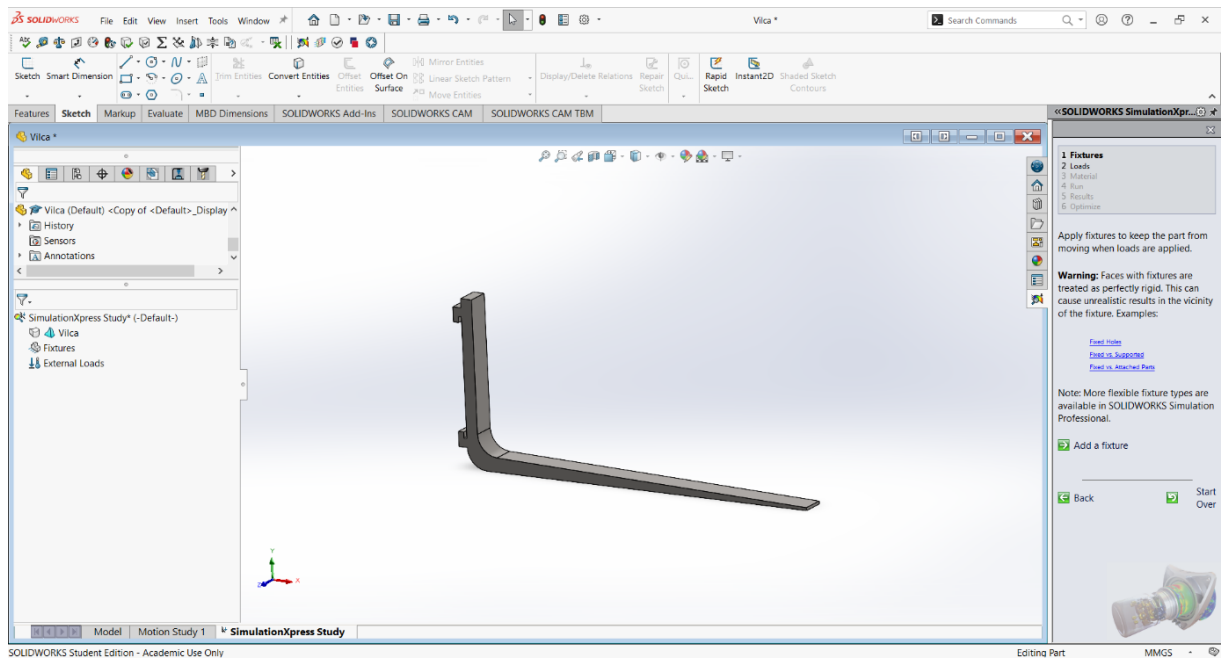 SOLIDWORKS File Edit View Insert Tools Window Vilca * Search Commands
Sketch Smart Dimension Trim Entities Convert Entities Offset Entities Offset On Surface Mirror Entities Linear Sketch Pattern Move Entities Display/Delete Relations Repair Sketch Qui... Rapid Sketch Instant2D Shaded Sketch Contours
Features Sketch Markup Evaluate MBD Dimensions SOLIDWORKS Add-Ins SOLIDWORKS CAM SOLIDWORKS CAM TBM
Vilca *
Vilca (Default) <Copy of <Default>_Display
History
Sensors
Annotations
SimulationXpress Study* (-Default-)
Vilca
Fixtures
External Loads
Y
X
Z
Model Motion Study 1 SimulationXpress Study
SOLIDWORKS Student Edition - Academic Use Only Editing Part MMGS
«SOLIDWORKS SimulationXpr...
1 Fixtures
2 Loads
3 Material
4 Run
5 Results
6 Optimize
Apply fixtures to keep the part from
moving when loads are applied.
Warning: Faces with fixtures are
treated as perfectly rigid. This can
cause unrealistic results in the vicinity
of the fixture. Examples:
Fixed Holes
Fixed vs. Supported
Fixed vs. Attached Parts
Note: More flexible fixture types are
available in SOLIDWORKS Simulation
Professional.
Add a fixture
Back Start
Over